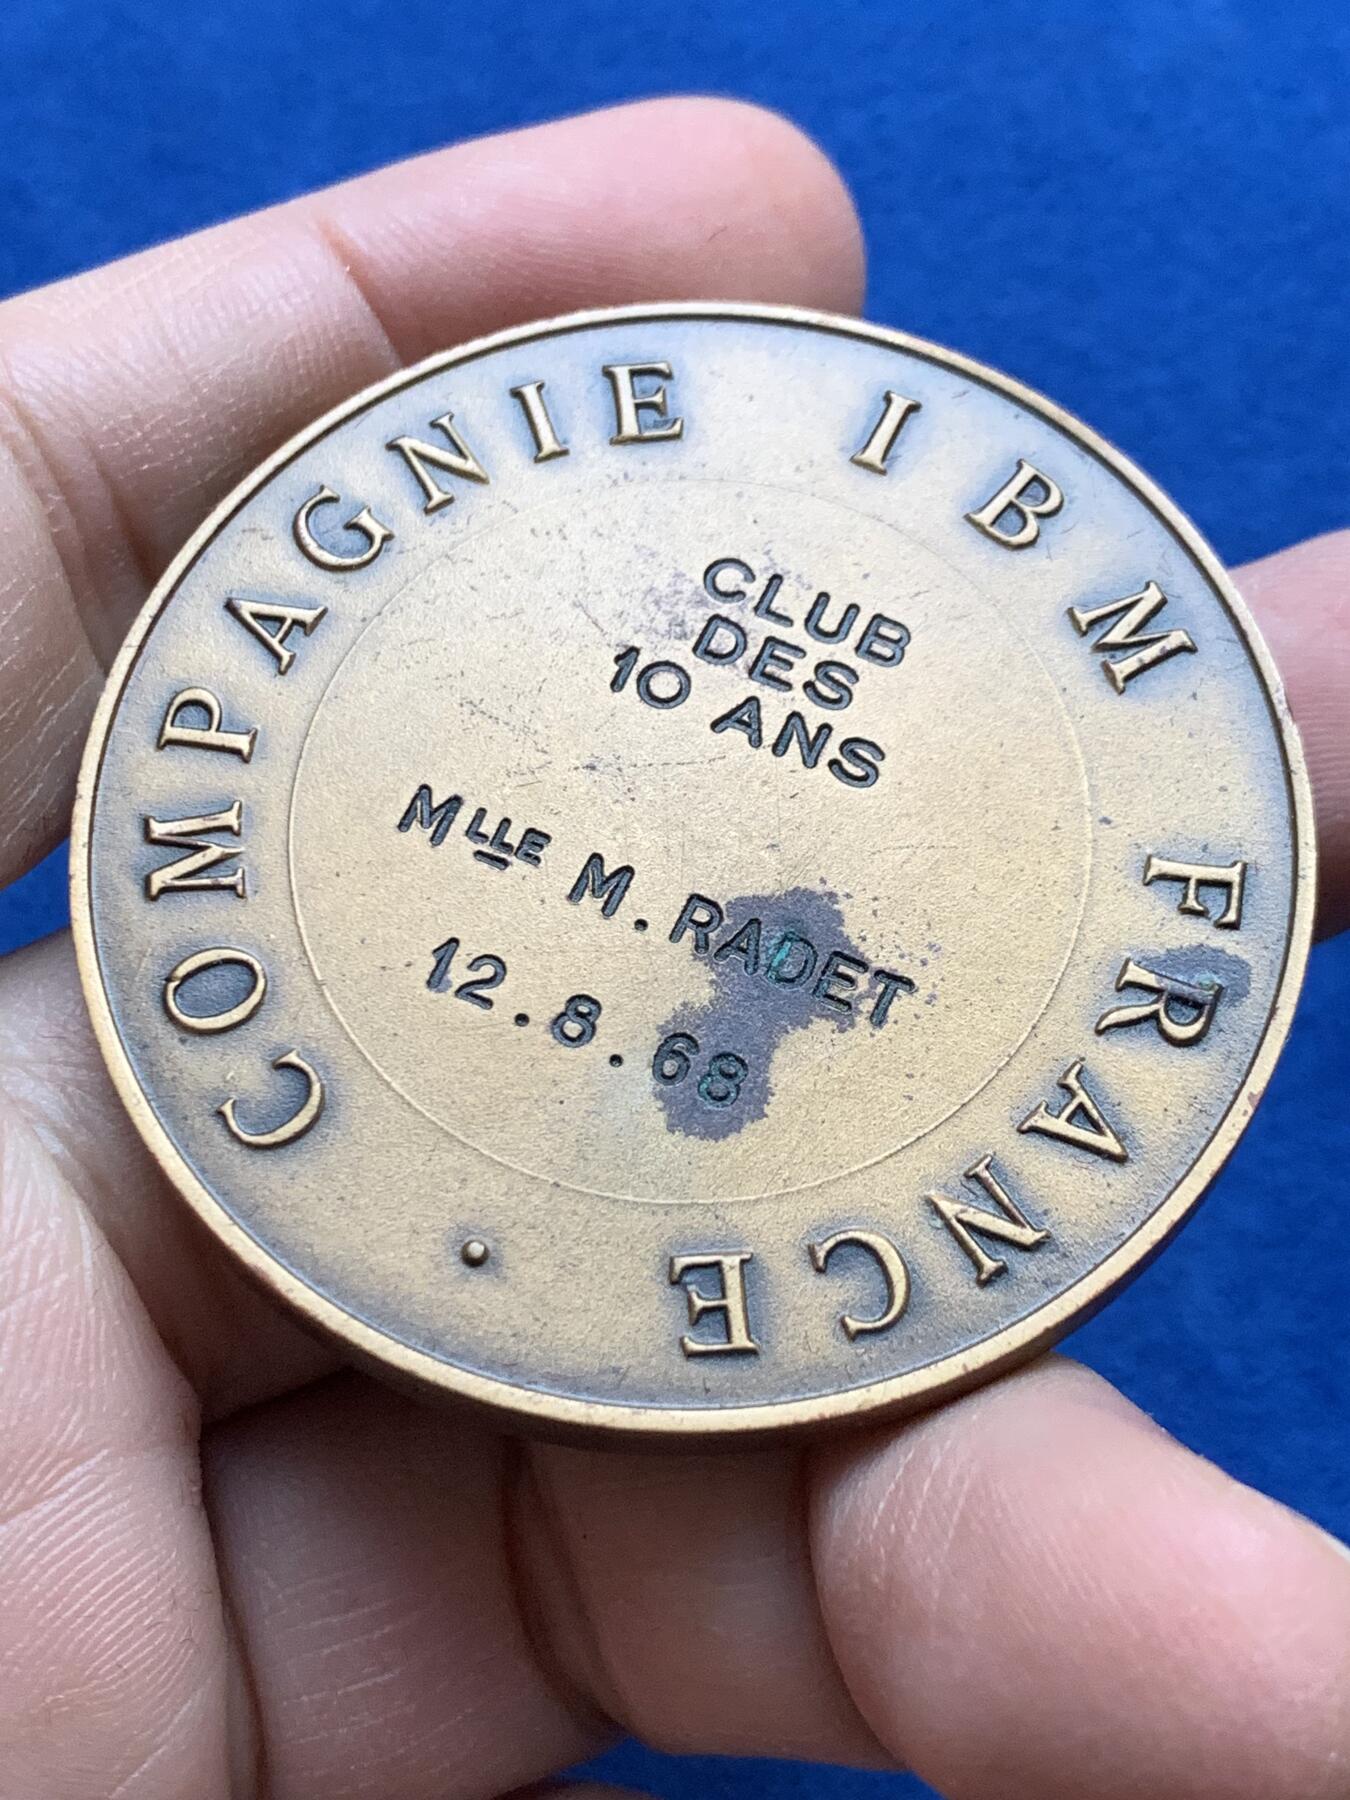 COMPAGNIE IBM FRANCE
CLUB
DES
10 ANS
MLLE M. RADET
12.8.68